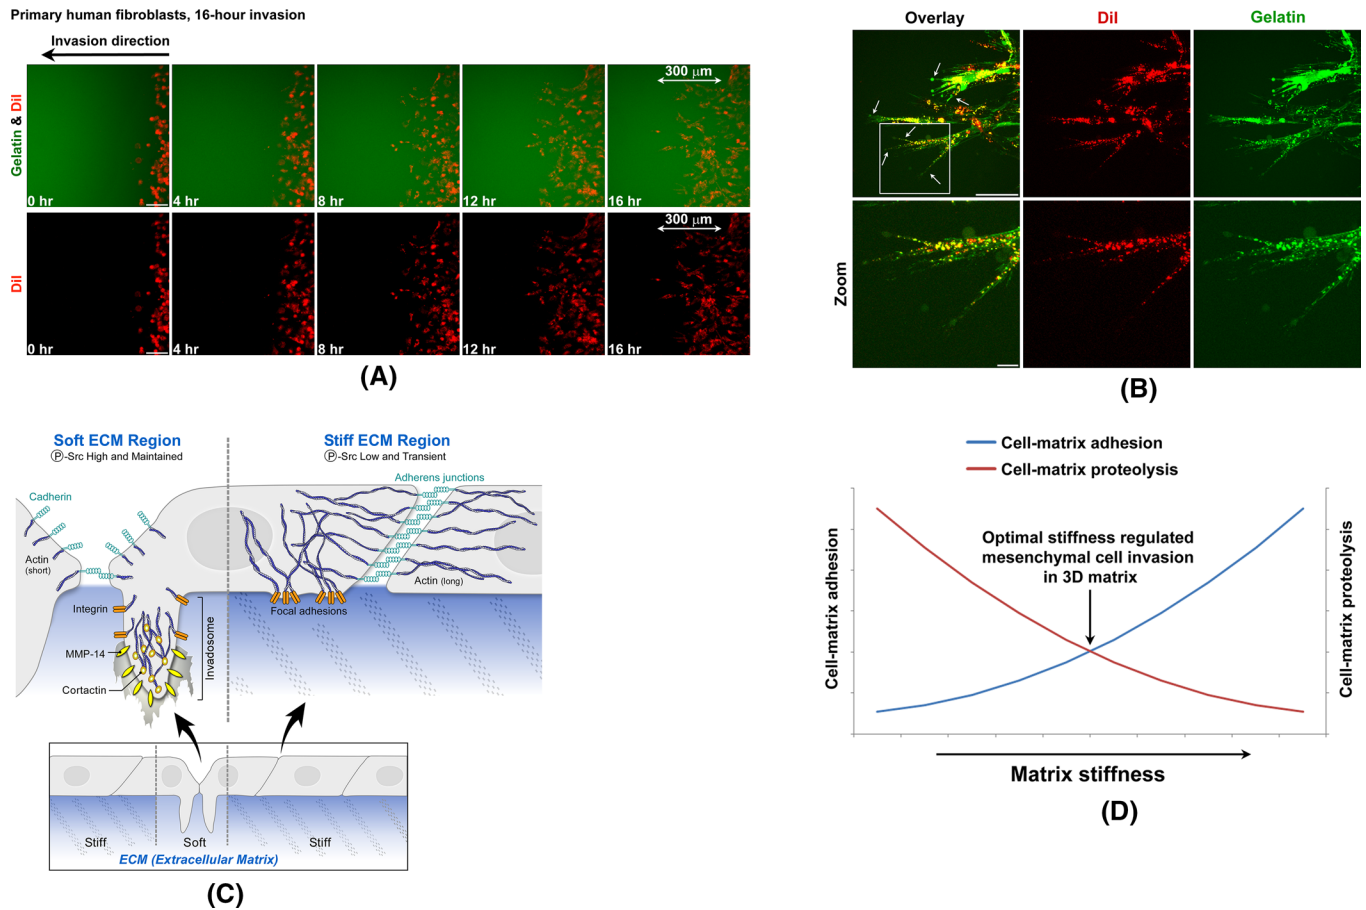 Primary human fibroblasts, 16-hour invasion
Invasion direction
Gelatin & DiI
300 μm
0 hr
4 hr
8 hr
12 hr
16 hr
DiI
300 μm
0 hr
4 hr
8 hr
12 hr
16 hr
(A)
Overlay
DiI
Gelatin
Zoom
(B)
Soft ECM Region
Ⓟ-Src High and Maintained
Stiff ECM Region
Ⓟ-Src Low and Transient
Cadherin
Adherens junctions
Actin
(short)
Actin (long)
Integrin
Focal adhesions
MMP-14
Cortactin
Invadosome
Stiff
Soft
Stiff
ECM (Extracellular Matrix)
(C)
Cell-matrix adhesion
Cell-matrix proteolysis
Optimal stiffness regulated
mesenchymal cell invasion
in 3D matrix
Cell-matrix adhesion
Cell-matrix proteolysis
Matrix stiffness
(D)